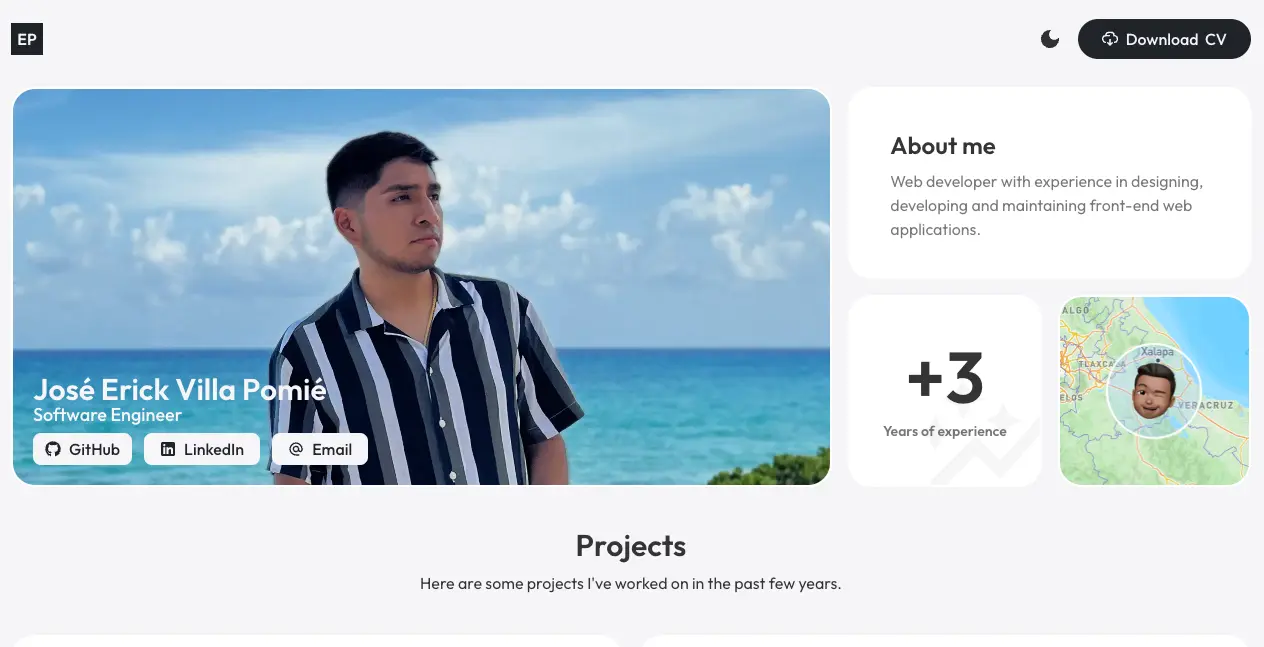 EP
Download CV
José Erick Villa Pomié
Software Engineer
GitHub
LinkedIn
Email
About me
Web developer with experience in designing,
developing and maintaining front-end web
applications.
+3
Years of experience
ALGO
Xalapa
TLAXCALA
ELOS
VERACRUZ
Projects
Here are some projects I've worked on in the past few years.